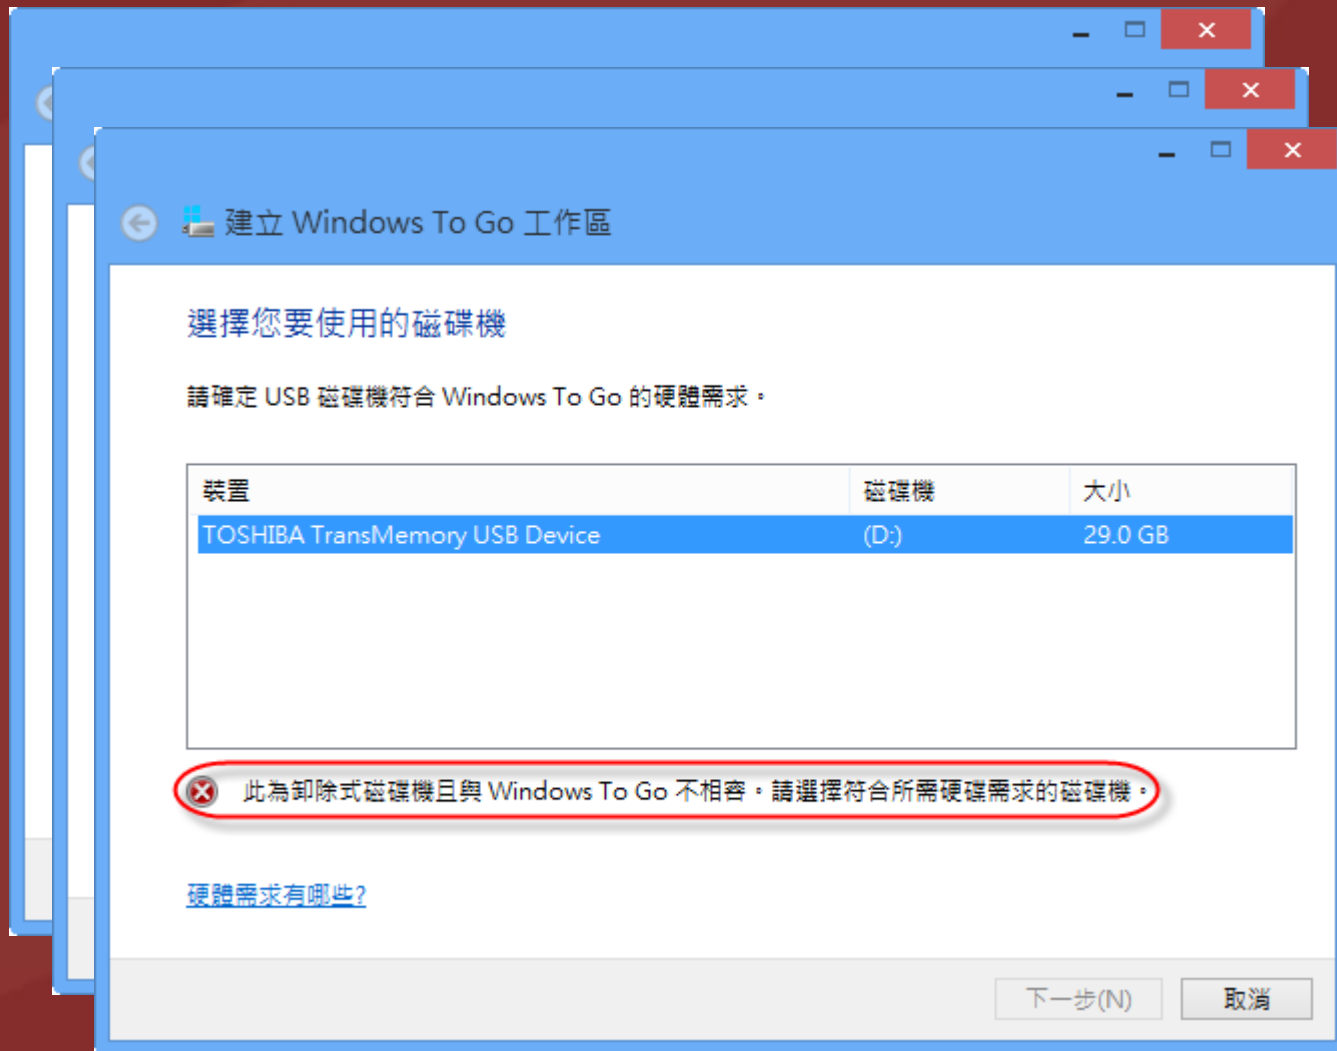 建立 Windows To Go 工作區
選擇您要使用的磁碟機
請確定 USB 磁碟機符合 Windows To Go 的硬體需求。
裝置 磁碟機 大小
TOSHIBA TransMemory USB Device (D:) 29.0 GB
此為卸除式磁碟機且與 Windows To Go 不相容。請選擇符合所需硬碟需求的磁碟機。
硬體需求有哪些?
下一步(N) 取消